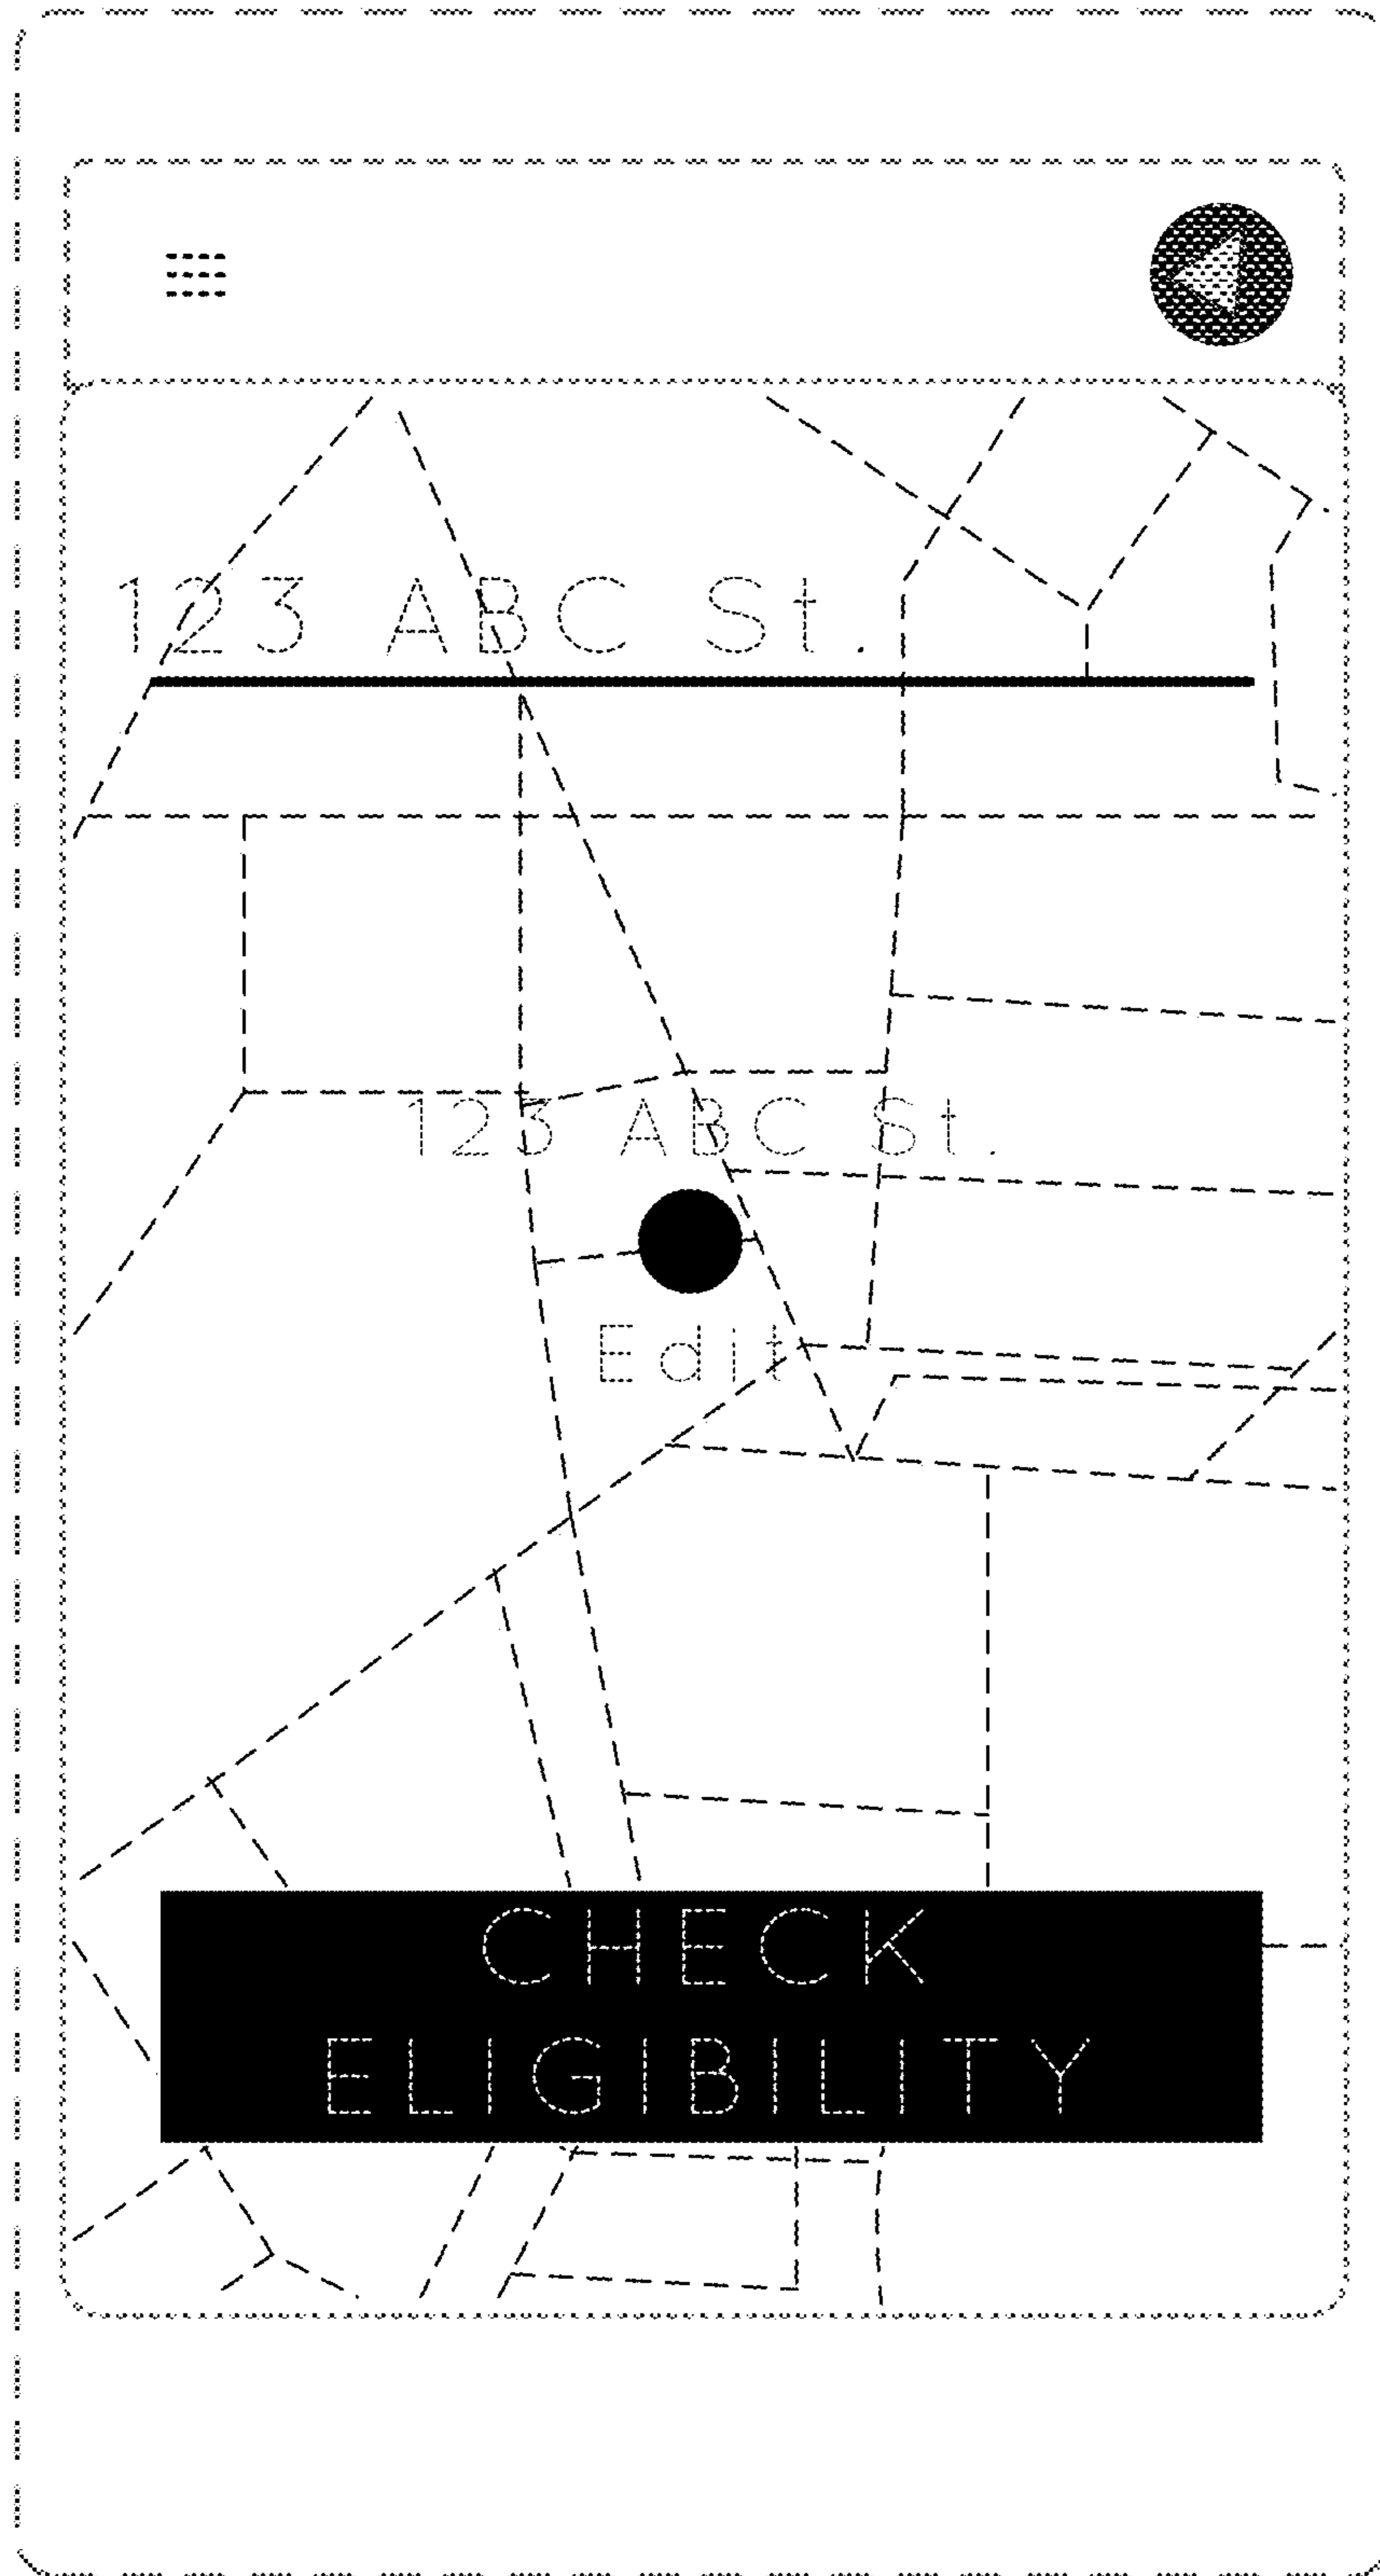 123 ABC St.
123 ABC St.
Edit
CHECK
ELIGIBILITY